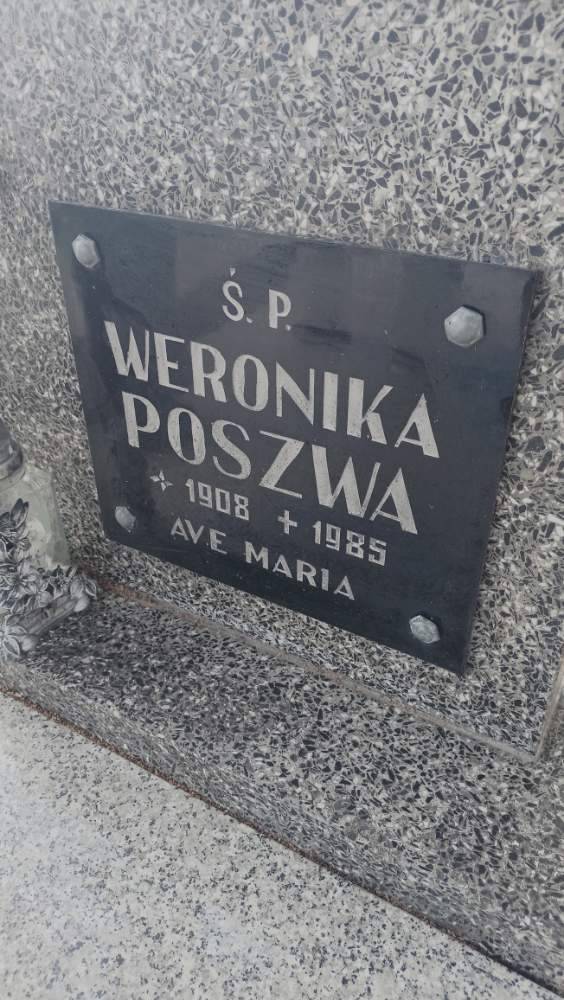 Ś. P.
WERONIKA
POSZWA
* 1908 + 1985
AVE MARIA